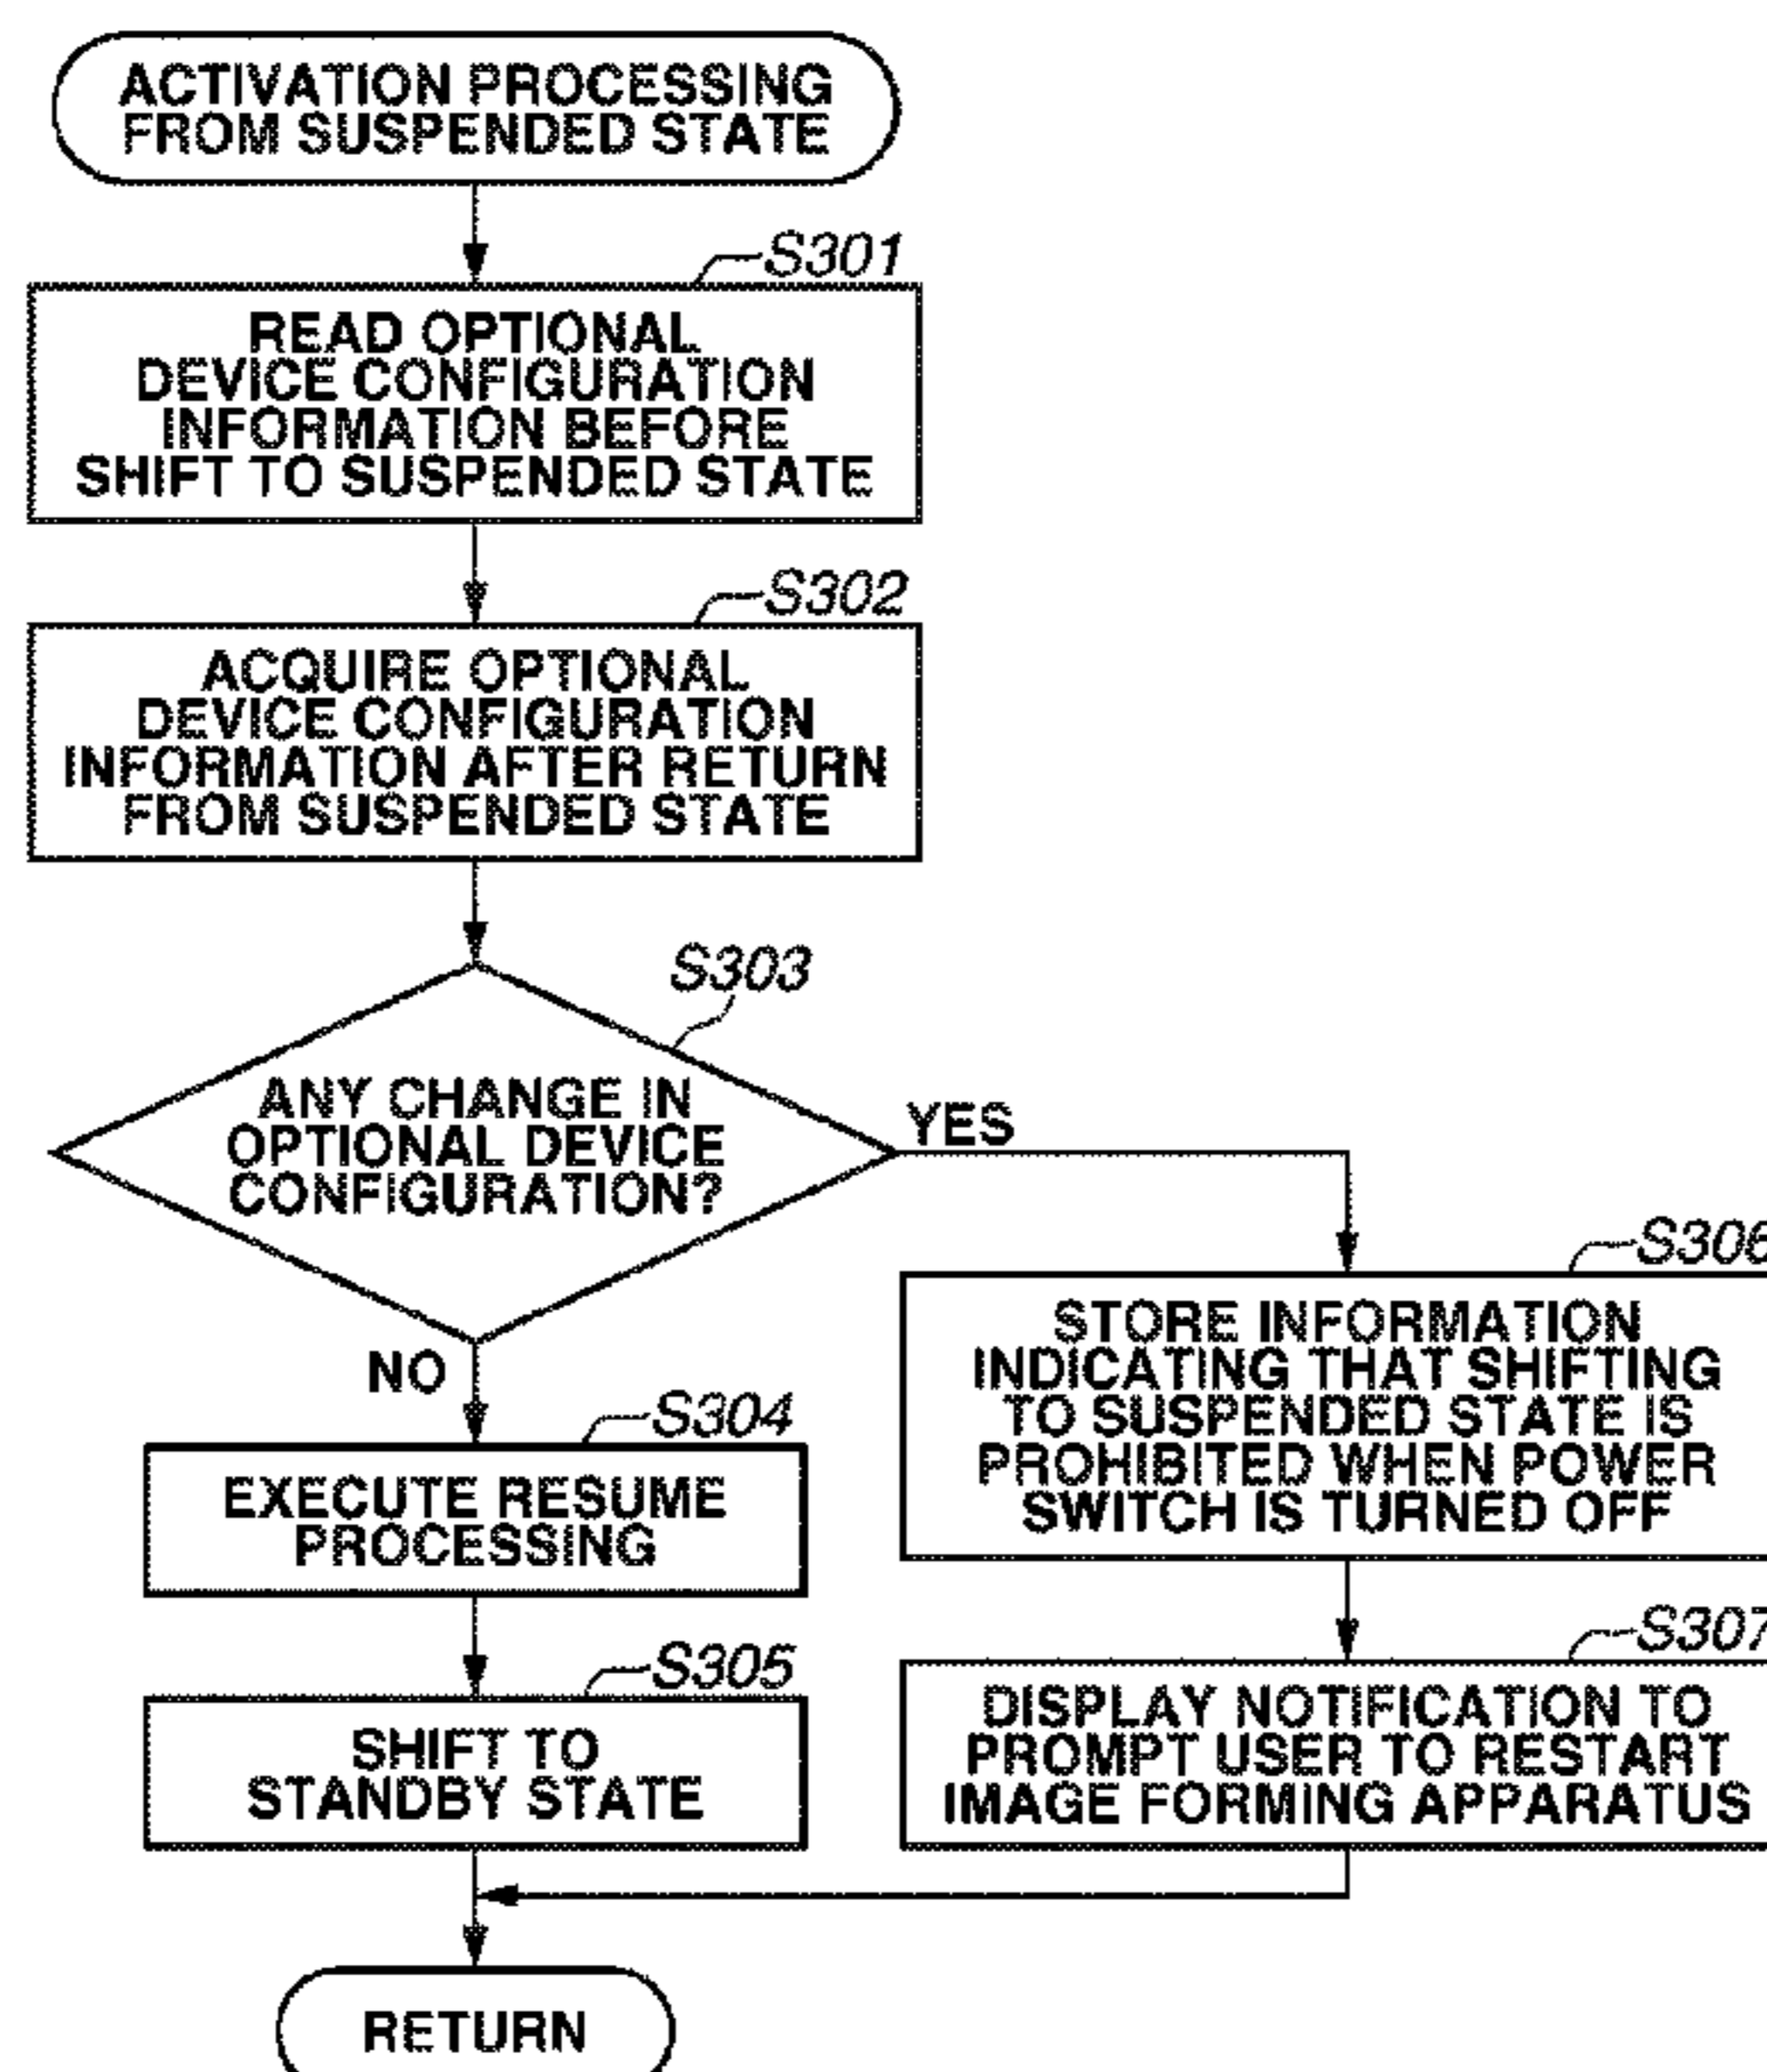 ACTIVATION PROCESSING
FROM SUSPENDED STATE
S301
READ OPTIONAL
DEVICE CONFIGURATION
INFORMATION BEFORE
SHIFT TO SUSPENDED STATE
S302
ACQUIRE OPTIONAL
DEVICE CONFIGURATION
INFORMATION AFTER RETURN
FROM SUSPENDED STATE
S303
ANY CHANGE IN
OPTIONAL DEVICE
CONFIGURATION?
YES
NO
S304
EXECUTE RESUME
PROCESSING
S305
SHIFT TO
STANDBY STATE
S306
STORE INFORMATION
INDICATING THAT SHIFTING
TO SUSPENDED STATE IS
PROHIBITED WHEN POWER
SWITCH IS TURNED OFF
S307
DISPLAY NOTIFICATION TO
PROMPT USER TO RESTART
IMAGE FORMING APPARATUS
RETURN